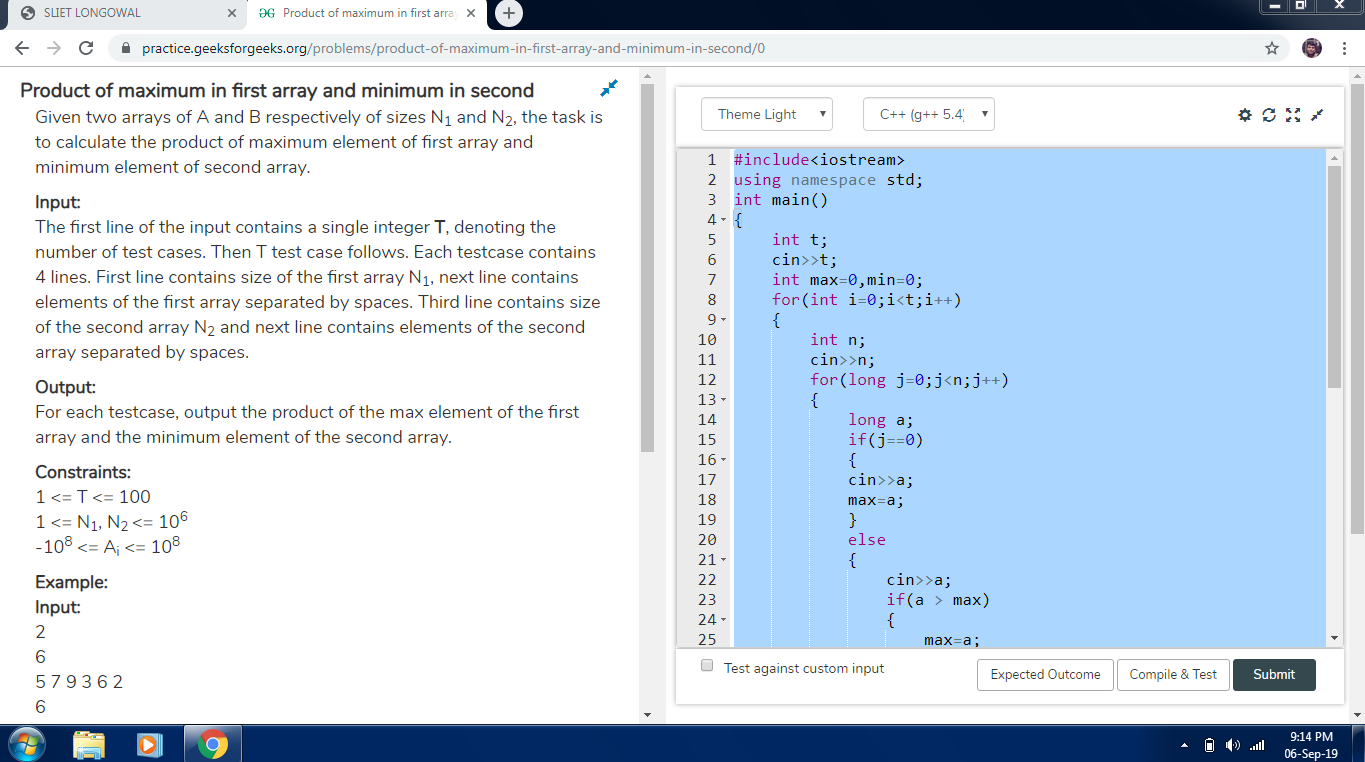 SLIET LONGOWAL
Product of maximum in first arra
practice.geeksforgeeks.org/problems/product-of-maximum-in-first-array-and-minimum-in-second/0
Product of maximum in first array and minimum in second
Given two arrays of A and B respectively of sizes N1 and N2, the task is
to calculate the product of maximum element of first array and
minimum element of second array.
Input:
The first line of the input contains a single integer T, denoting the
number of test cases. Then T test case follows. Each testcase contains
4 lines. First line contains size of the first array N1, next line contains
elements of the first array separated by spaces. Third line contains size
of the second array N2 and next line contains elements of the second
array separated by spaces.
Output:
For each testcase, output the product of the max element of the first
array and the minimum element of the second array.
Constraints:
1 <= T <= 100
1 <= N1, N2 <= 10^6
-10^8 <= Ai <= 10^8
Example:
Input:
2
6
5 7 9 3 6 2
6
Theme Light
C++ (g++ 5.4)
1 #include<iostream>
2 using namespace std;
3 int main()
4 {
5 int t;
6 cin>>t;
7 int max=0,min=0;
8 for(int i=0;i<t;i++)
9 {
10 int n;
11 cin>>n;
12 for(long j=0;j<n;j++)
13 {
14 long a;
15 if(j==0)
16 {
17 cin>>a;
18 max=a;
19 }
20 else
21 {
22 cin>>a;
23 if(a > max)
24 {
25 max=a;
Test against custom input
Expected Outcome
Compile & Test
Submit
9:14 PM
06-Sep-19